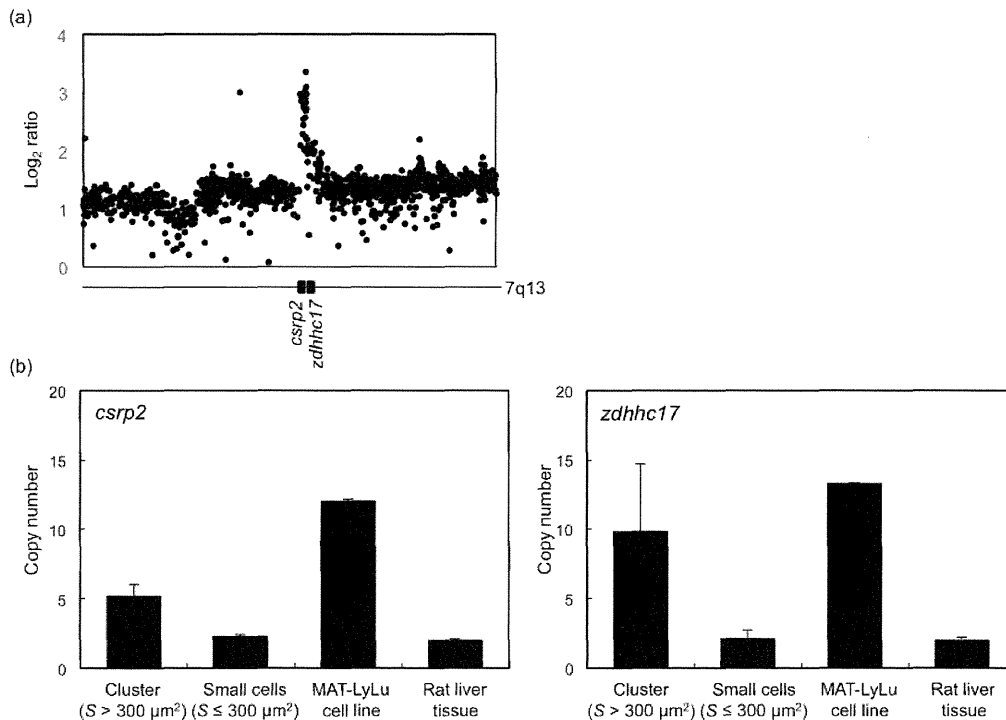 (a)
4
3
2
1
0
Log₂ ratio
7q13
csrp2
zdhhc17
(b)
20
15
10
5
0
Copy number
csrp2
Cluster
(S > 300 µm²)
Small cells
(S ≤ 300 µm²)
MAT-LyLu
cell line
Rat liver
tissue
20
15
10
5
0
Copy number
zdhhc17
Cluster
(S > 300 µm²)
Small cells
(S ≤ 300 µm²)
MAT-LyLu
cell line
Rat liver
tissue